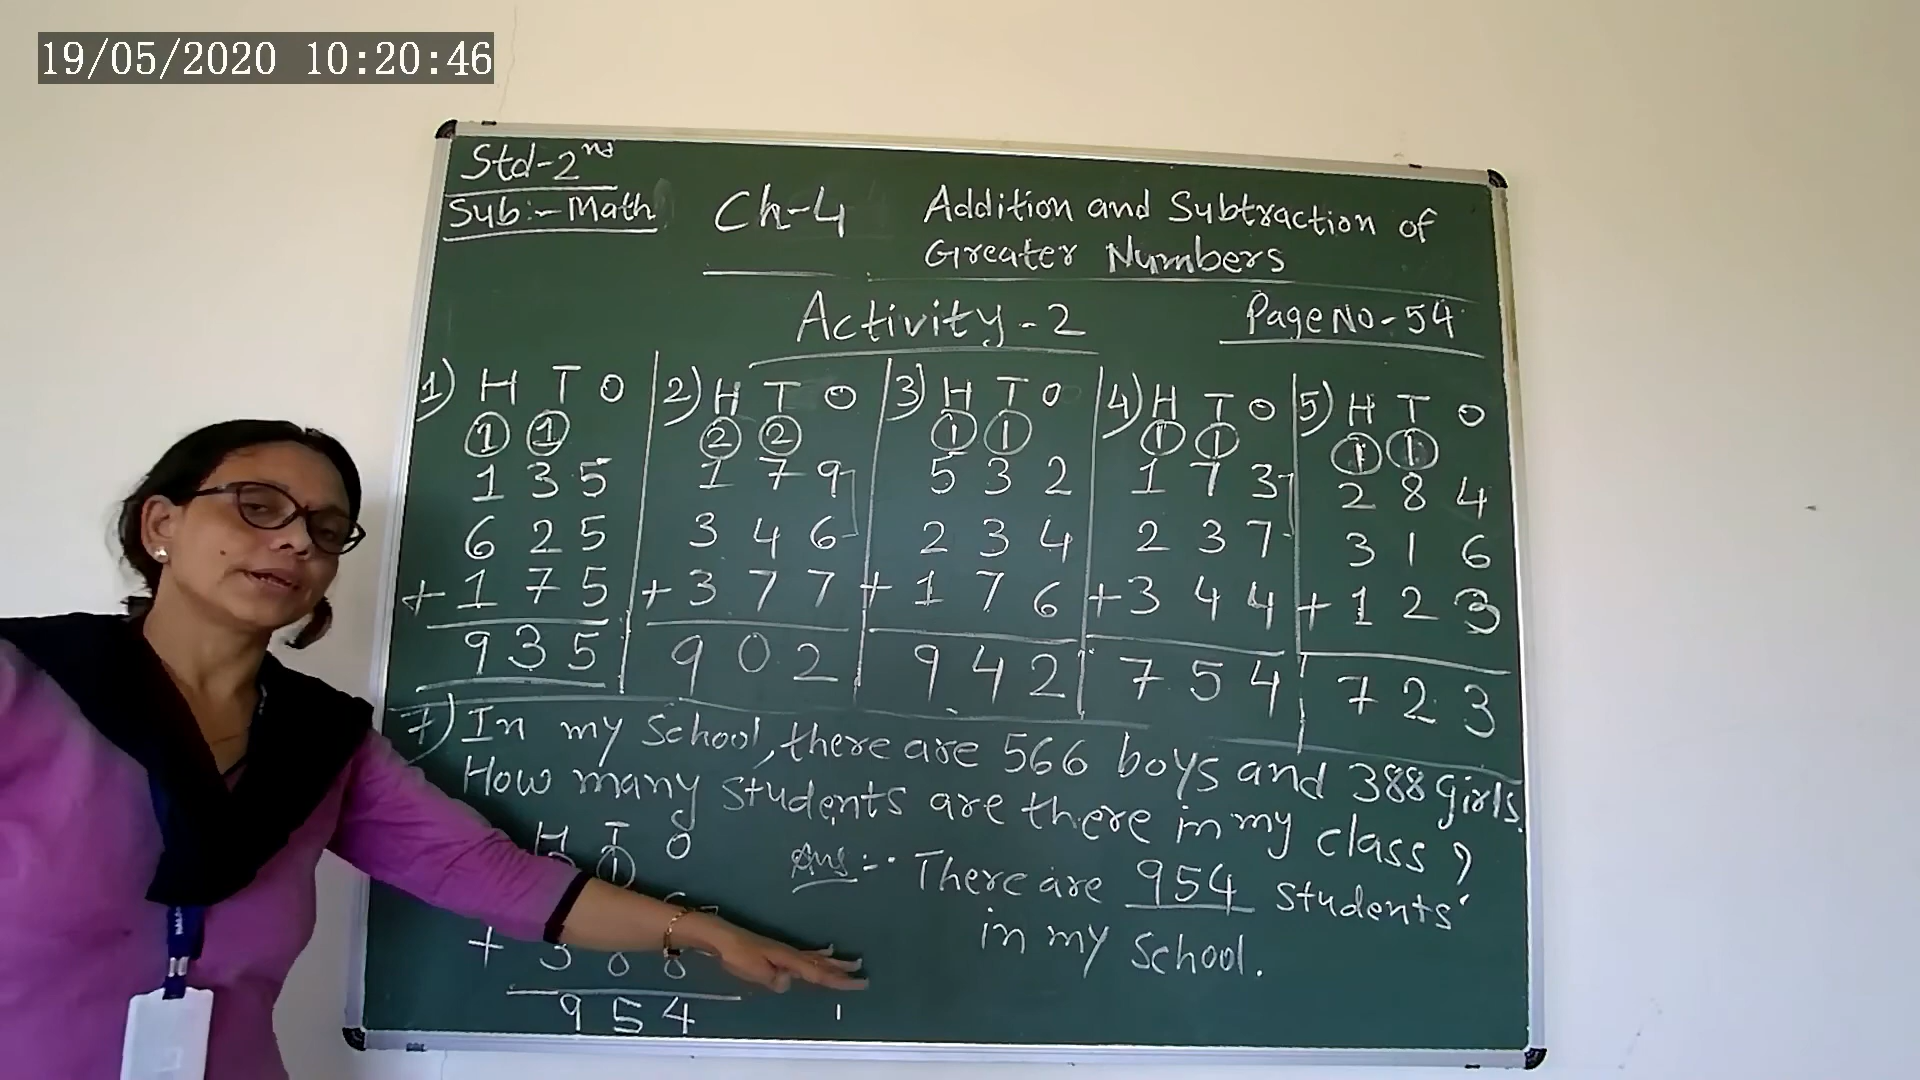 19/05/2020 10:20:46
Std-2nd
Sub:- Math
Ch-4 Addition and Subtraction of
Greater Numbers
Activity-2 Page No-54
1) H T O
1 1
1 3 5
6 2 5
+ 1 7 5
9 3 5
2) H T O
2 2
1 7 9
3 4 6
+ 3 7 7
9 0 2
3) H T O
1 1
5 3 2
2 3 4
+ 1 7 6
9 4 2
4) H T O
1 1
1 7 3
2 3 7
+ 3 4 4
7 5 4
5) H T O
1 1
2 8 4
3 1 6
+ 1 2 3
7 2 3
7) In my School, there are 566 boys and 388 girls.
How many students are there in my class ?
H T O
1
+ 3 8 8
9 5 4
Ans:- There are 954 students
in my School.